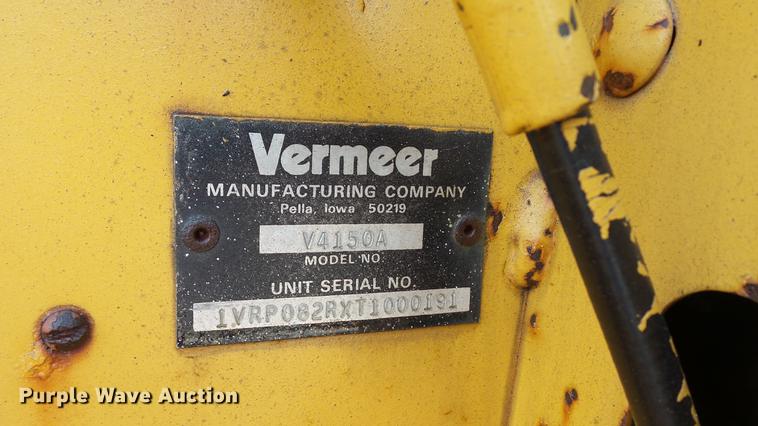 Vermeer
MANUFACTURING COMPANY
Pella, Iowa 50219
V4150A
MODEL NO.
UNIT SERIAL NO.
1VRP082RXT1000191
Purple Wave Auction